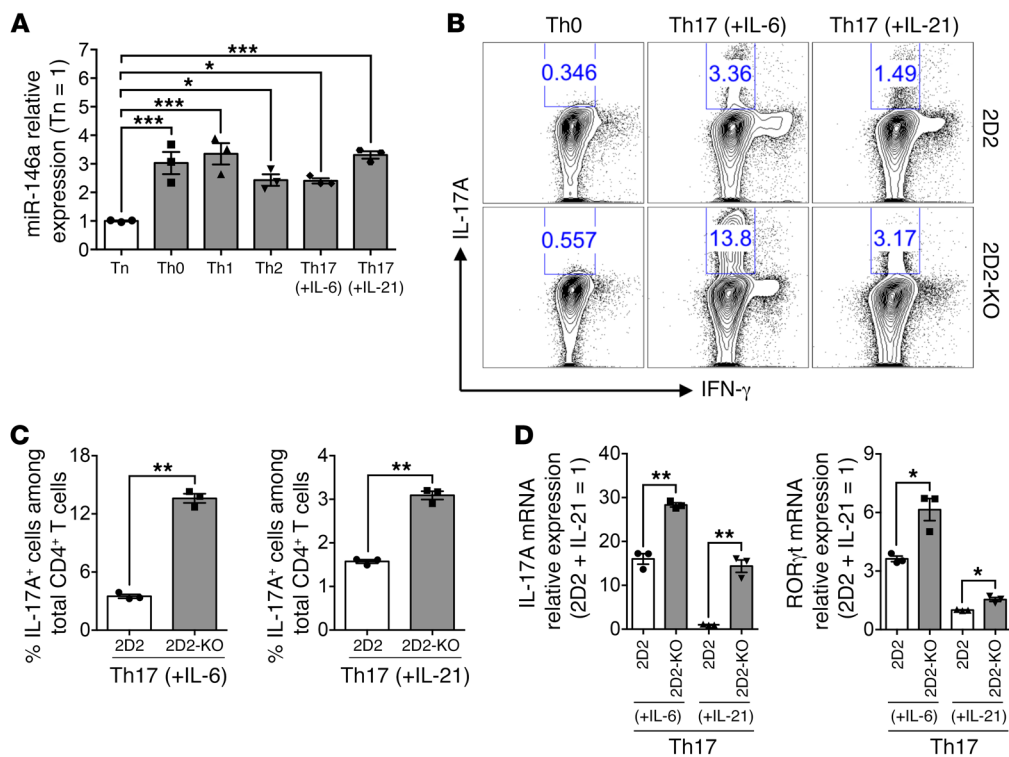 A
miR-146a relative
expression (Tn = 1)
7
6
5
4
3
2
1
0
***
*
*
***
***
Tn
Th0
Th1
Th2
Th17
(+IL-6)
Th17
(+IL-21)
B
Th0
Th17 (+IL-6)
Th17 (+IL-21)
0.346
3.36
1.49
2D2
0.557
13.8
3.17
2D2-KO
IL-17A
IFN-γ
C
% IL-17A⁺ cells among
total CD4⁺ T cells
18
12
6
0
**
2D2
2D2-KO
Th17 (+IL-6)
% IL-17A⁺ cells among
total CD4⁺ T cells
4
3
2
1
0
**
2D2
2D2-KO
Th17 (+IL-21)
D
IL-17A mRNA
relative expression
(2D2 + IL-21 = 1)
40
30
20
10
0
**
**
2D2
2D2-KO
2D2
2D2-KO
(+IL-6)
(+IL-21)
Th17
RORγt mRNA
relative expression
(2D2 + IL-21 = 1)
9
6
3
0
*
*
2D2
2D2-KO
2D2
2D2-KO
(+IL-6)
(+IL-21)
Th17